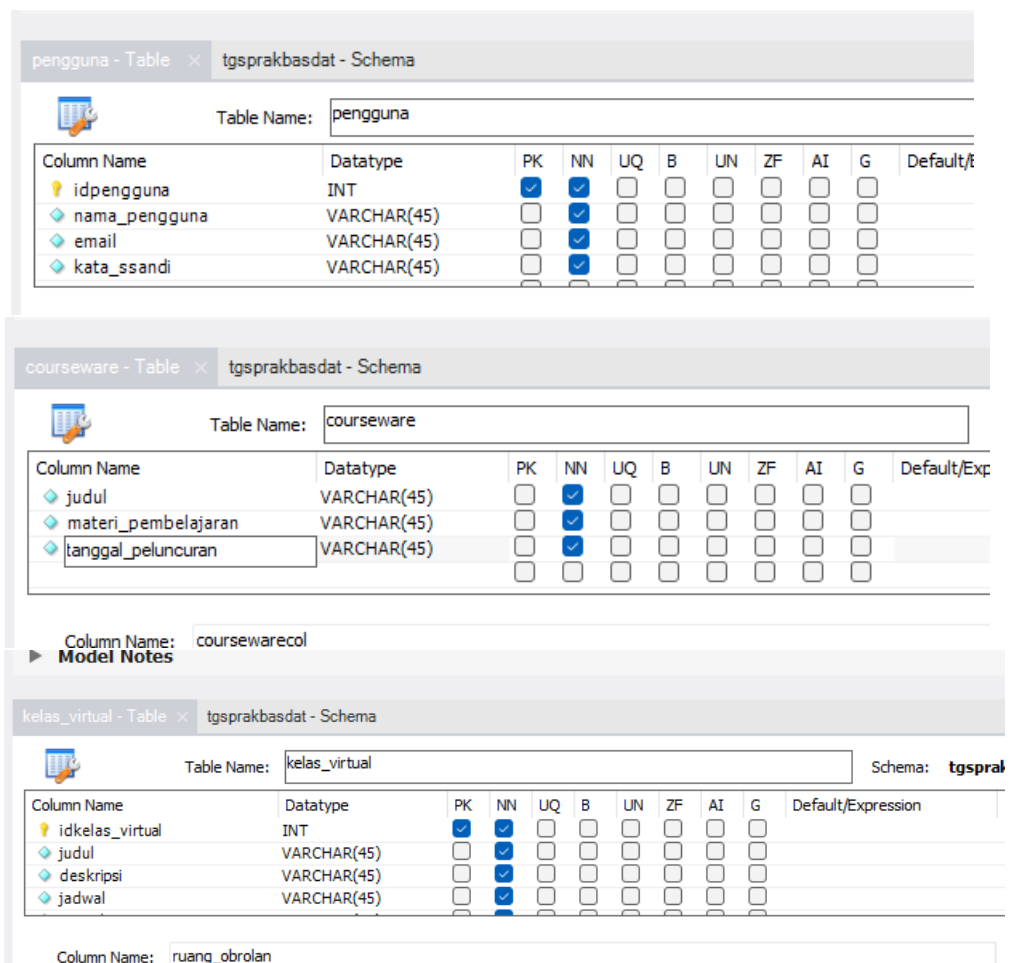 pengguna - Table × tgsprakbasdat - Schema
Table Name: pengguna
Column Name Datatype PK NN UQ B UN ZF AI G Default/E
idpengguna INT
nama_pengguna VARCHAR(45)
email VARCHAR(45)
kata_ssandi VARCHAR(45)
courseware - Table × tgsprakbasdat - Schema
Table Name: courseware
Column Name Datatype PK NN UQ B UN ZF AI G Default/Exp
judul VARCHAR(45)
materi_pembelajaran VARCHAR(45)
tanggal_peluncuran VARCHAR(45)
Column Name: coursewarecol
Model Notes
kelas_virtual - Table × tgsprakbasdat - Schema
Table Name: kelas_virtual Schema: tgsprak
Column Name Datatype PK NN UQ B UN ZF AI G Default/Expression
idkelas_virtual INT
judul VARCHAR(45)
deskripsi VARCHAR(45)
jadwal VARCHAR(45)
Column Name: ruang_obrolan